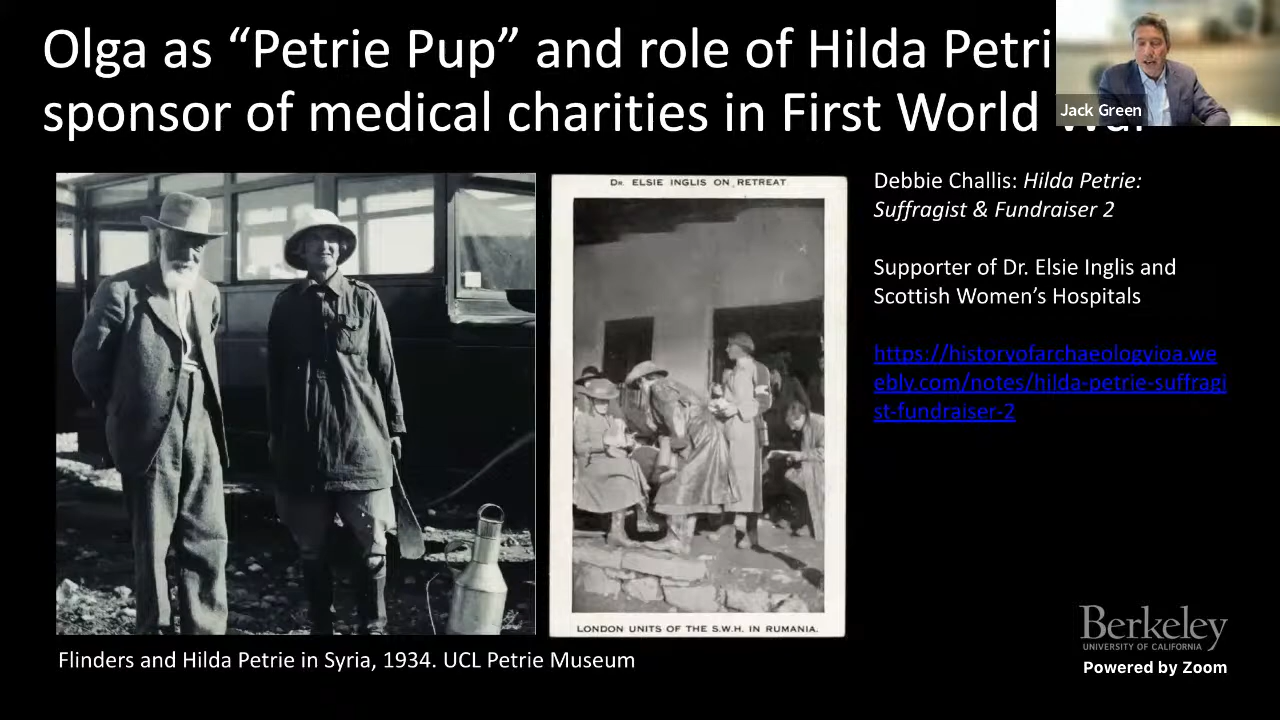 Olga as “Petrie Pup” and role of Hilda Petri
sponsor of medical charities in First World
Jack Green
DR. ELSIE INGLIS ON RETREAT
LONDON UNITS OF THE S.W.H. IN RUMANIA.
Flinders and Hilda Petrie in Syria, 1934. UCL Petrie Museum
Debbie Challis: Hilda Petrie:
Suffragist & Fundraiser 2
Supporter of Dr. Elsie Inglis and
Scottish Women’s Hospitals
https://historyofarchaeologyioa.we
ebly.com/notes/hilda-petrie-suffragi
st-fundraiser-2
Berkeley
UNIVERSITY OF CALIFORNIA
Powered by Zoom